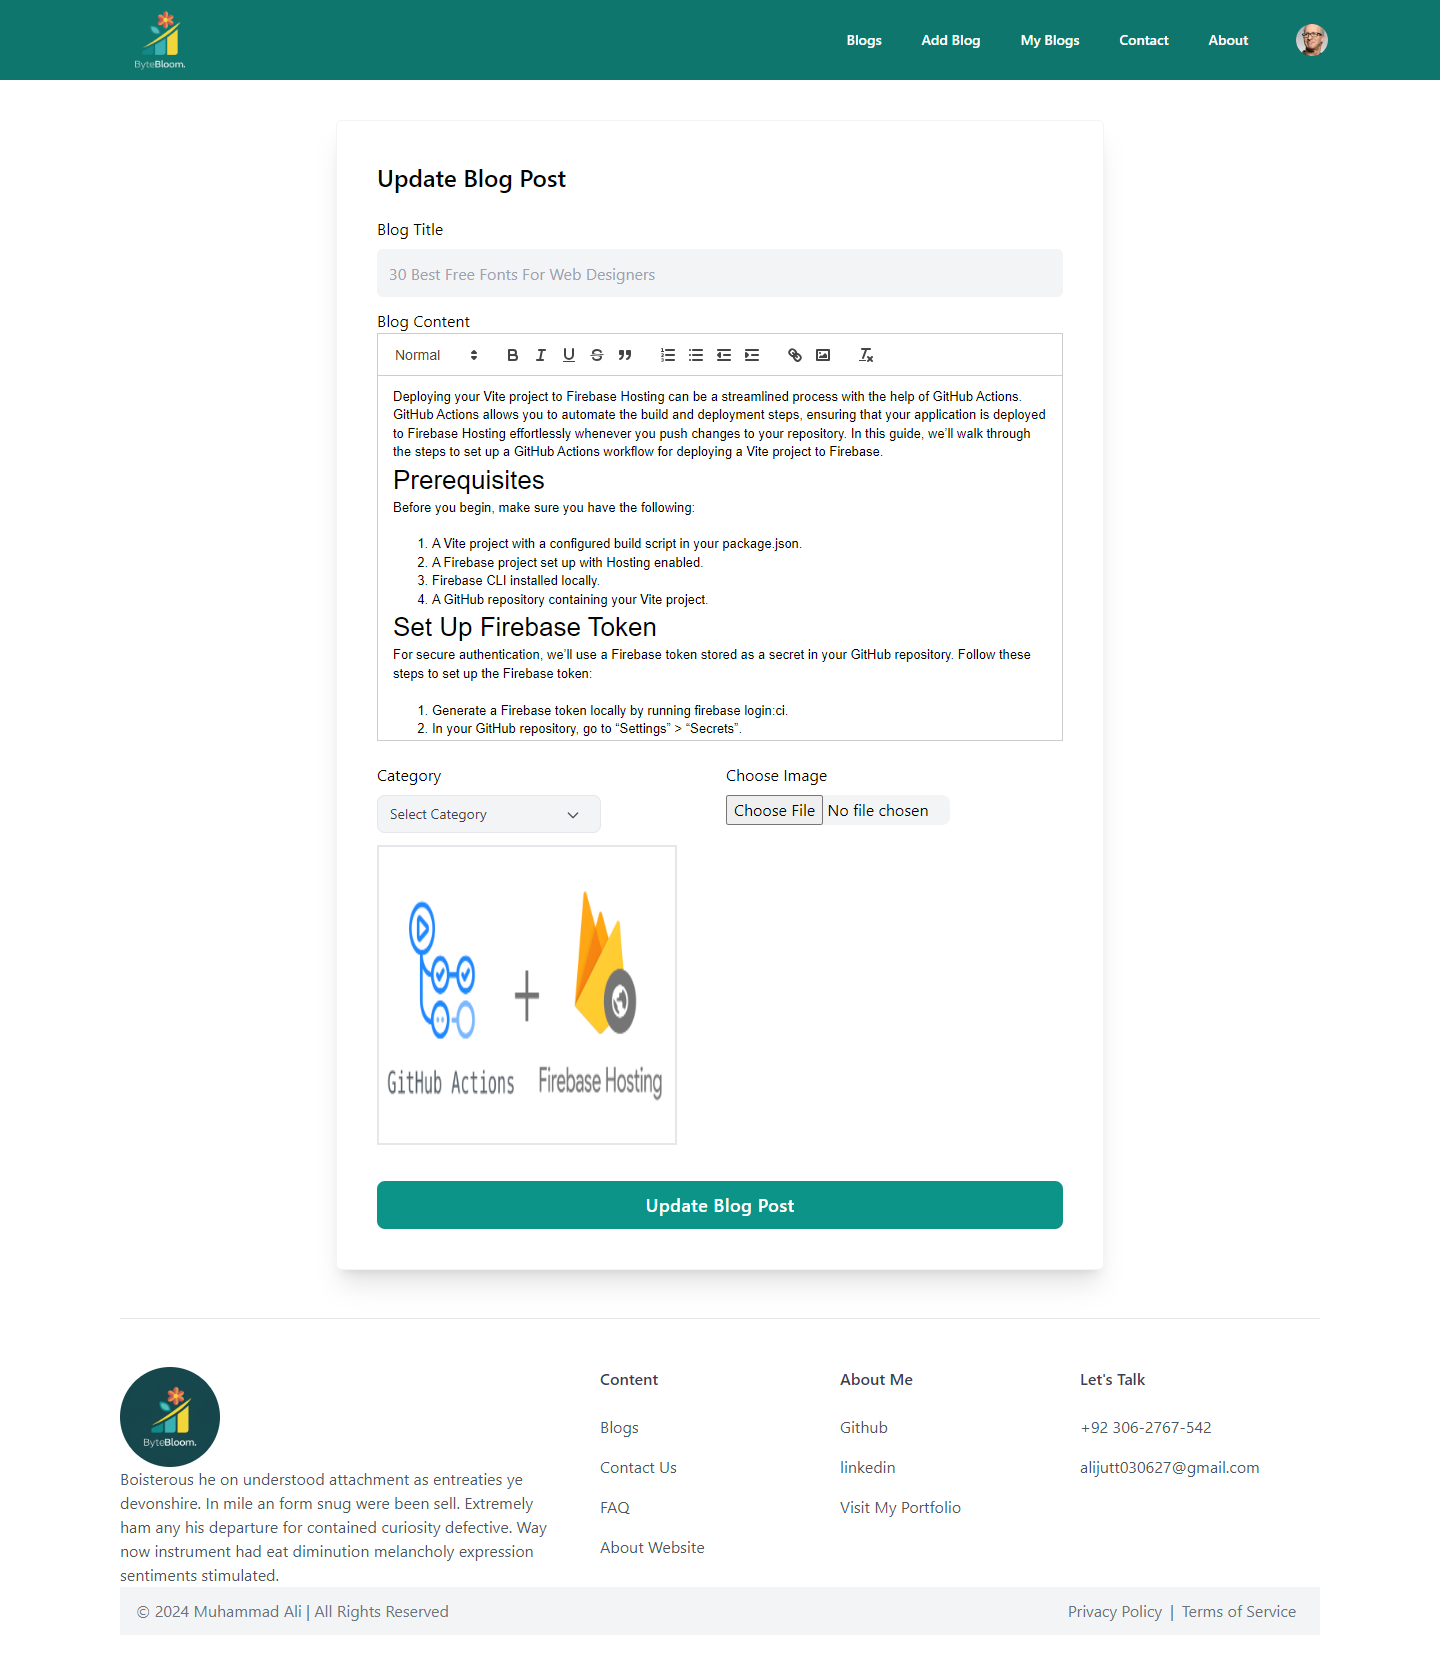 ByteBloom.
Blogs
Add Blog
My Blogs
Contact
About
Update Blog Post
Blog Title
30 Best Free Fonts For Web Designers
Blog Content
Normal
Deploying your Vite project to Firebase Hosting can be a streamlined process with the help of GitHub Actions.
GitHub Actions allows you to automate the build and deployment steps, ensuring that your application is deployed
to Firebase Hosting effortlessly whenever you push changes to your repository. In this guide, we’ll walk through
the steps to set up a GitHub Actions workflow for deploying a Vite project to Firebase.
Prerequisites
Before you begin, make sure you have the following:
1. A Vite project with a configured build script in your package.json.
2. A Firebase project set up with Hosting enabled.
3. Firebase CLI installed locally.
4. A GitHub repository containing your Vite project.
Set Up Firebase Token
For secure authentication, we’ll use a Firebase token stored as a secret in your GitHub repository. Follow these
steps to set up the Firebase token:
1. Generate a Firebase token locally by running firebase login:ci.
2. In your GitHub repository, go to “Settings” > “Secrets”.
Category
Select Category
Choose Image
Choose File No file chosen
GitHub Actions
+
Firebase Hosting
Update Blog Post
ByteBloom.
Boisterous he on understood attachment as entreaties ye
devonshire. In mile an form snug were been sell. Extremely
ham any his departure for contained curiosity defective. Way
now instrument had eat diminution melancholy expression
sentiments stimulated.
Content
Blogs
Contact Us
FAQ
About Website
About Me
Github
linkedin
Visit My Portfolio
Let's Talk
+92 306-2767-542
alijutt030627@gmail.com
© 2024 Muhammad Ali | All Rights Reserved
Privacy Policy | Terms of Service